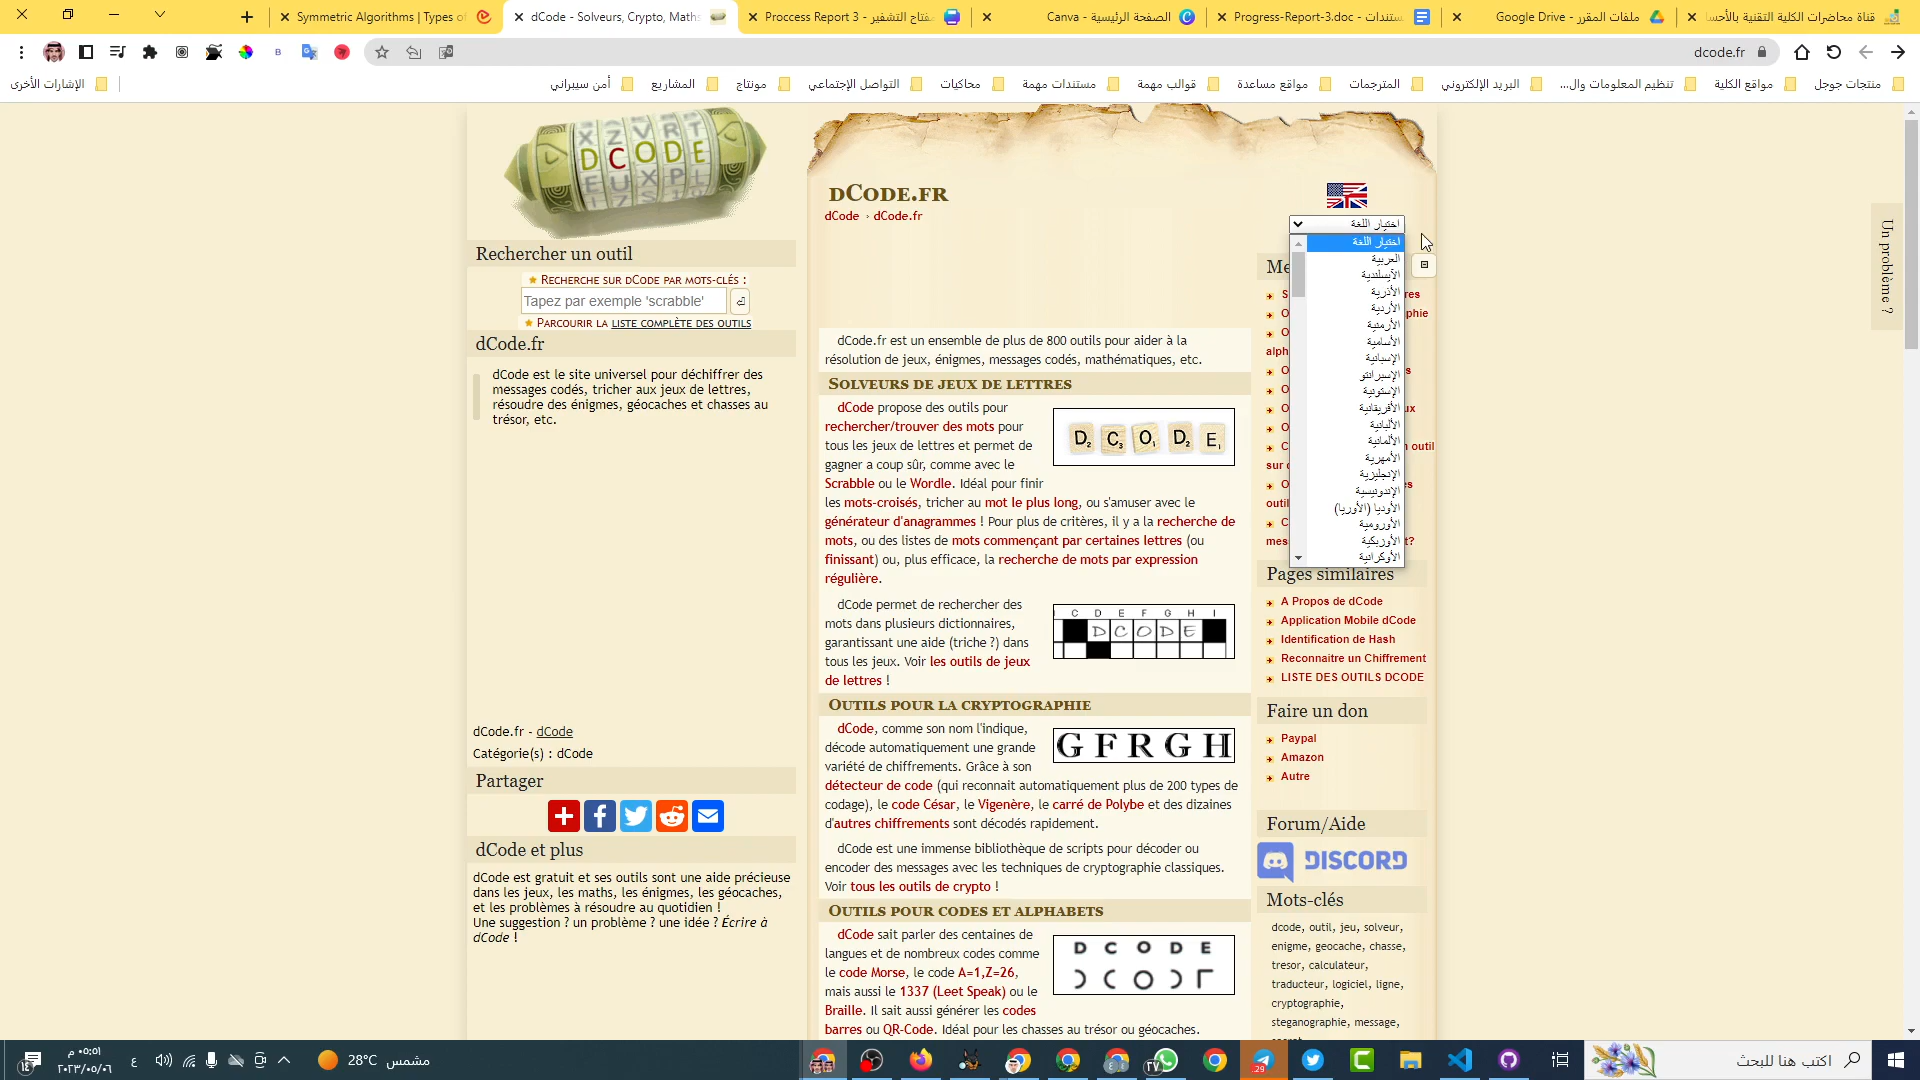 Symmetric Algorithms | Types of
dCode - Solveurs, Crypto, Maths
Proccess Report 3 - مفتاح التشفير
الصفحة الرئيسية - Canva
Progress-Report-3.doc - مستندات
ملفات المقرر - Google Drive
قناة محاضرات الكلية التقنية بالأحسا
dcode.fr
منتجات جوجل
مواقع الكلية
تنظيم المعلومات وال...
البريد الإلكتروني
المترجمات
مواقع مساعدة
قوالب مهمة
مستندات مهمة
محاكيات
التواصل الإجتماعي
مونتاج
المشاريع
أمن سيبراني
الإشارات الأخرى
X Z V R T
D C O D E
E U X P L
Rechercher un outil
Recherche sur dCode par mots-clés :
Tapez par exemple 'scrabble'
Parcourir la liste complète des outils
dCode.fr
dCode est le site universel pour déchiffrer des
messages codés, tricher aux jeux de lettres,
résoudre des énigmes, géocaches et chasses au
trésor, etc.
dCode.fr - dCode
Catégorie(s) : dCode
Partager
dCode et plus
dCode est gratuit et ses outils sont une aide précieuse
dans les jeux, les maths, les énigmes, les géocaches,
et les problèmes à résoudre au quotidien !
Une suggestion ? un problème ? une idée ? Écrire à
dCode !
dCode.fr
dCode › dCode.fr
dCode.fr est un ensemble de plus de 800 outils pour aider à la
résolution de jeux, énigmes, messages codés, mathématiques, etc.
Solveurs de jeux de lettres
dCode propose des outils pour
rechercher/trouver des mots pour
tous les jeux de lettres et permet de
gagner a coup sûr, comme avec le
Scrabble ou le Wordle. Idéal pour finir
les mots-croisés, tricher au mot le plus long, ou s'amuser avec le
générateur d'anagrammes ! Pour plus de critères, il y a la recherche de
mots, ou des listes de mots commençant par certaines lettres (ou
finissant) ou, plus efficace, la recherche de mots par expression
régulière.
D2 C3 O1 D2 E1
dCode permet de rechercher des
mots dans plusieurs dictionnaires,
garantissant une aide (triche ?) dans
tous les jeux. Voir les outils de jeux
de lettres !
C D E F G H I
D C O D E
Outils pour la cryptographie
dCode, comme son nom l'indique,
décode automatiquement une grande
variété de chiffrements. Grâce à son
détecteur de code (qui reconnait automatiquement plus de 200 types de
codage), le code César, le Vigenère, le carré de Polybe et des dizaines
d'autres chiffrements sont décodés rapidement.
GFRGH
dCode est une immense bibliothèque de scripts pour décoder ou
encoder des messages avec les techniques de cryptographie classiques.
Voir tous les outils de crypto !
Outils pour codes et alphabets
dCode sait parler des centaines de
langues et de nombreux codes comme
le code Morse, le code A=1,Z=26,
mais aussi le 1337 (Leet Speak) ou le
Braille. Il sait aussi générer les codes
barres ou QR-Code. Idéal pour les chasses au trésor ou géocaches.
D C O D E
اختيار اللغة
اختيار اللغة
العربية
الآيسلندية
الأذرية
الأردية
الأرمنية
الأسامية
الإسبانية
الإسبرانتو
الإستونية
الأفريقانية
الألبانية
الألمانية
الأمهرية
الإنجليزية
الإندونيسية
الأوديا (الأوريا)
الأورومية
الأوزبكية
الأوكرانية
Pages similaires
A Propos de dCode
Application Mobile dCode
Identification de Hash
Reconnaitre un Chiffrement
LISTE DES OUTILS DCODE
Faire un don
Paypal
Amazon
Autre
Forum/Aide
DISCORD
Mots-clés
dcode, outil, jeu, solveur,
enigme, geocache, chasse,
tresor, calculateur,
traducteur, logiciel, ligne,
cryptographie,
steganographie, message,
Un problème ?
٠٥:٥١ م
٢٠٢٣/٠٥/٠٦
ع
28°C مشمس
29
اكتب هنا للبحث